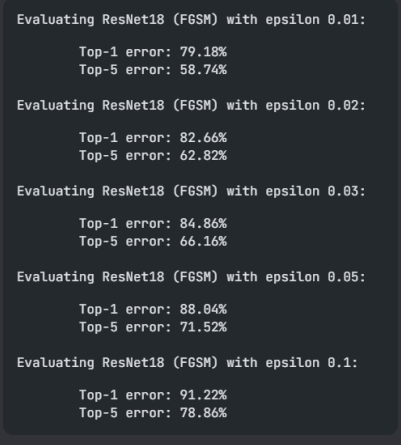 Evaluating ResNet18 (FGSM) with epsilon 0.01:
Top-1 error: 79.18%
Top-5 error: 58.74%
Evaluating ResNet18 (FGSM) with epsilon 0.02:
Top-1 error: 82.66%
Top-5 error: 62.82%
Evaluating ResNet18 (FGSM) with epsilon 0.03:
Top-1 error: 84.86%
Top-5 error: 66.16%
Evaluating ResNet18 (FGSM) with epsilon 0.05:
Top-1 error: 88.04%
Top-5 error: 71.52%
Evaluating ResNet18 (FGSM) with epsilon 0.1:
Top-1 error: 91.22%
Top-5 error: 78.86%